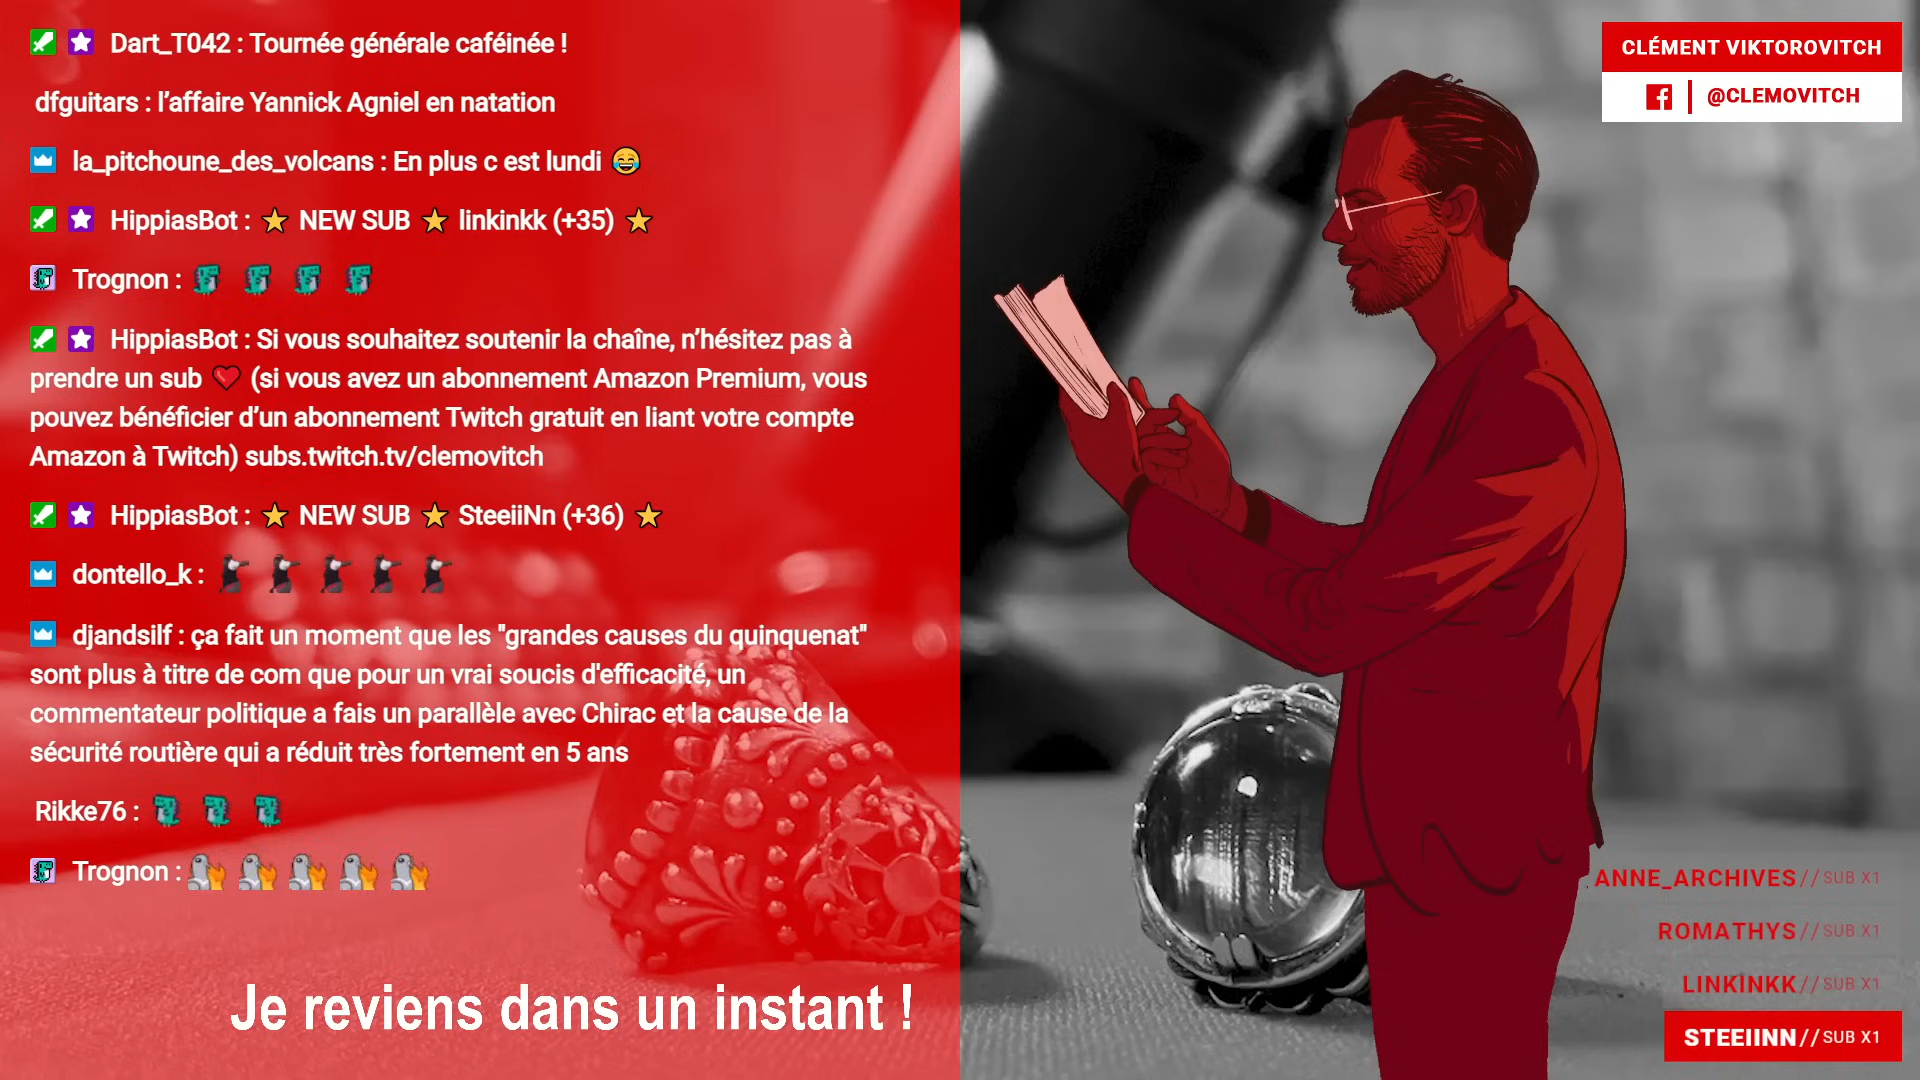 Dart_T042 : Tournée générale caféinée !
dfguitars : l’affaire Yannick Agniel en natation
la_pitchoune_des_volcans : En plus c est lundi 😂
HippiasBot : ⭐ NEW SUB ⭐ linkinkk (+35) ⭐
Trognon :
HippiasBot : Si vous souhaitez soutenir la chaîne, n’hésitez pas à
prendre un sub ❤️ (si vous avez un abonnement Amazon Premium, vous
pouvez bénéficier d’un abonnement Twitch gratuit en liant votre compte
Amazon à Twitch) subs.twitch.tv/clemovitch
HippiasBot : ⭐ NEW SUB ⭐ SteeiiNn (+36) ⭐
dontello_k :
djandsilf : ça fait un moment que les "grandes causes du quinquenat"
sont plus à titre de com que pour un vrai soucis d'efficacité, un
commentateur politique a fais un parallèle avec Chirac et la cause de la
sécurité routière qui a réduit très fortement en 5 ans
Rikke76 :
Trognon :
Je reviens dans un instant !
CLÉMENT VIKTOROVITCH
@CLEMOVITCH
ANNE_ARCHIVES // SUB X1
ROMATHYS // SUB X1
LINKINKK // SUB X1
STEEIINN // SUB X1